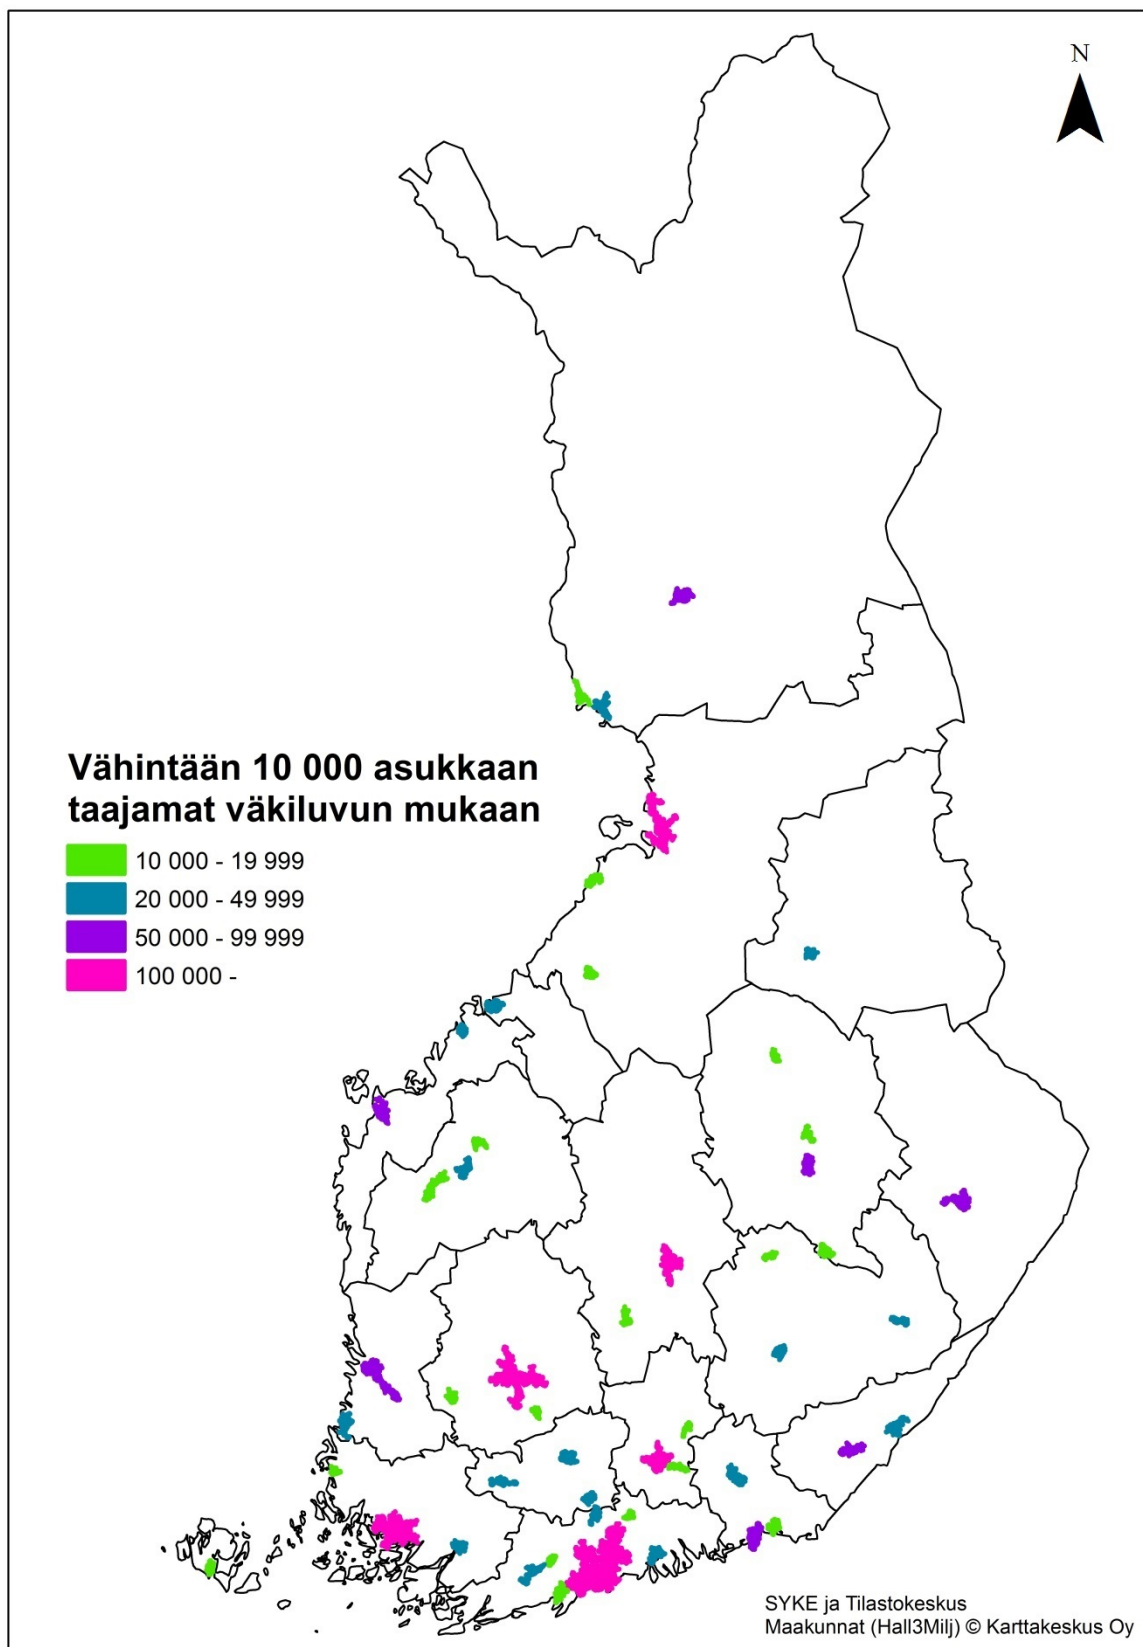 N
Vähintään 10 000 asukkaan
taajamat väkiluvun mukaan
10 000 - 19 999
20 000 - 49 999
50 000 - 99 999
100 000 -
SYKE ja Tilastokeskus
Maakunnat (Hall3Milj) © Karttakeskus Oy